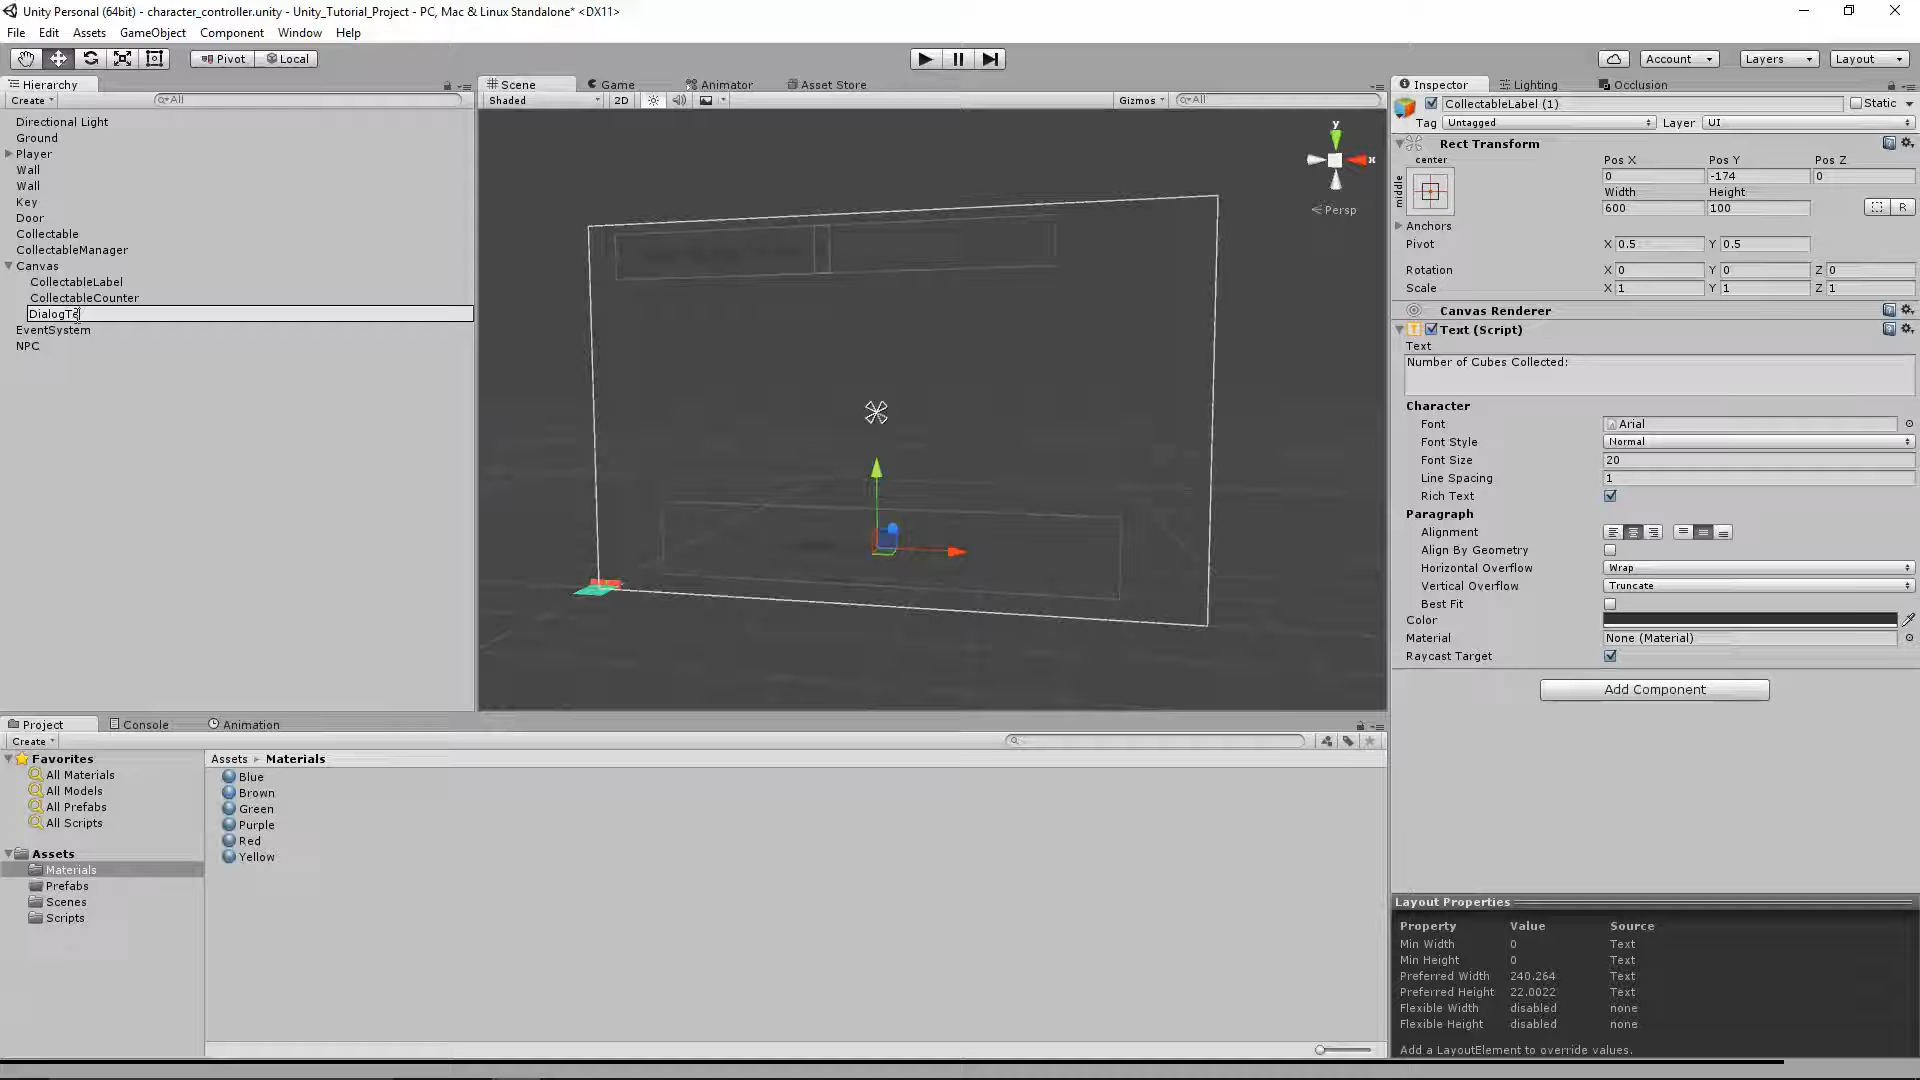 Unity Personal (64bit) - character_controller.unity - Unity_Tutorial_Project - PC, Mac & Linux Standalone* <DX11>
File Edit Assets GameObject Component Window Help
Pivot Local Account Layers Layout
Hierarchy
Create All
Directional Light
Ground
Player
Wall
Wall
Key
Door
Collectable
CollectableManager
Canvas
CollectableLabel
CollectableCounter
DialogTe
EventSystem
NPC
Scene Game Animator Asset Store
Shaded 2D Gizmos All
y
x
Persp
Inspector Lighting Occlusion
CollectableLabel (1) Static
Tag Untagged Layer UI
Rect Transform
center Pos X Pos Y Pos Z
middle 0 -174 0
Width Height
600 100 R
Anchors
Pivot X 0.5 Y 0.5
Rotation X 0 Y 0 Z 0
Scale X 1 Y 1 Z 1
Canvas Renderer
Text (Script)
Text
Number of Cubes Collected:
Character
Font Arial
Font Style Normal
Font Size 20
Line Spacing 1
Rich Text
Paragraph
Alignment
Align By Geometry
Horizontal Overflow Wrap
Vertical Overflow Truncate
Best Fit
Color
Material None (Material)
Raycast Target
Add Component
Layout Properties
Property Value Source
Min Width 0 Text
Min Height 0 Text
Preferred Width 240.264 Text
Preferred Height 22.0022 Text
Flexible Width disabled none
Flexible Height disabled none
Add a LayoutElement to override values.
Project Console Animation
Create
Favorites
All Materials
All Models
All Prefabs
All Scripts
Assets
Materials
Prefabs
Scenes
Scripts
Assets Materials
Blue
Brown
Green
Purple
Red
Yellow